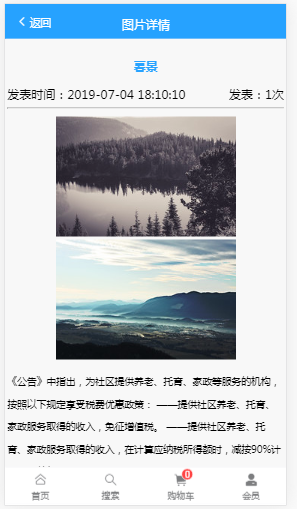 返回
图片详情
暮景
发表时间：2019-07-04 18:10:10 发表：1次
《公告》中指出，为社区提供养老、托育、家政等服务的机构，
按照以下规定享受税费优惠政策： ——提供社区养老、托育、
家政服务取得的收入，免征增值税。 ——提供社区养老、托
育、家政服务取得的收入，在计算应纳税所得额时，减按90%计
0
首页 搜索 购物车 会员